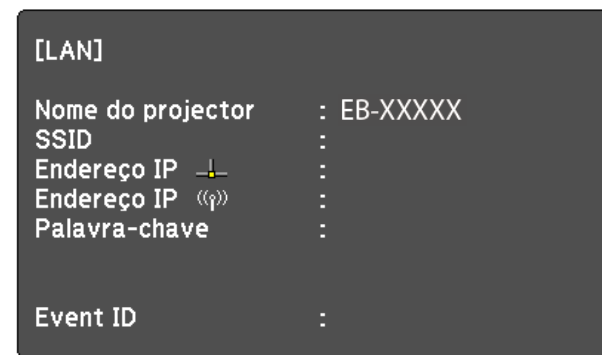 [LAN]
Nome do projector : EB-XXXXX
SSID :
Endereço IP :
Endereço IP :
Palavra-chave :
Event ID :